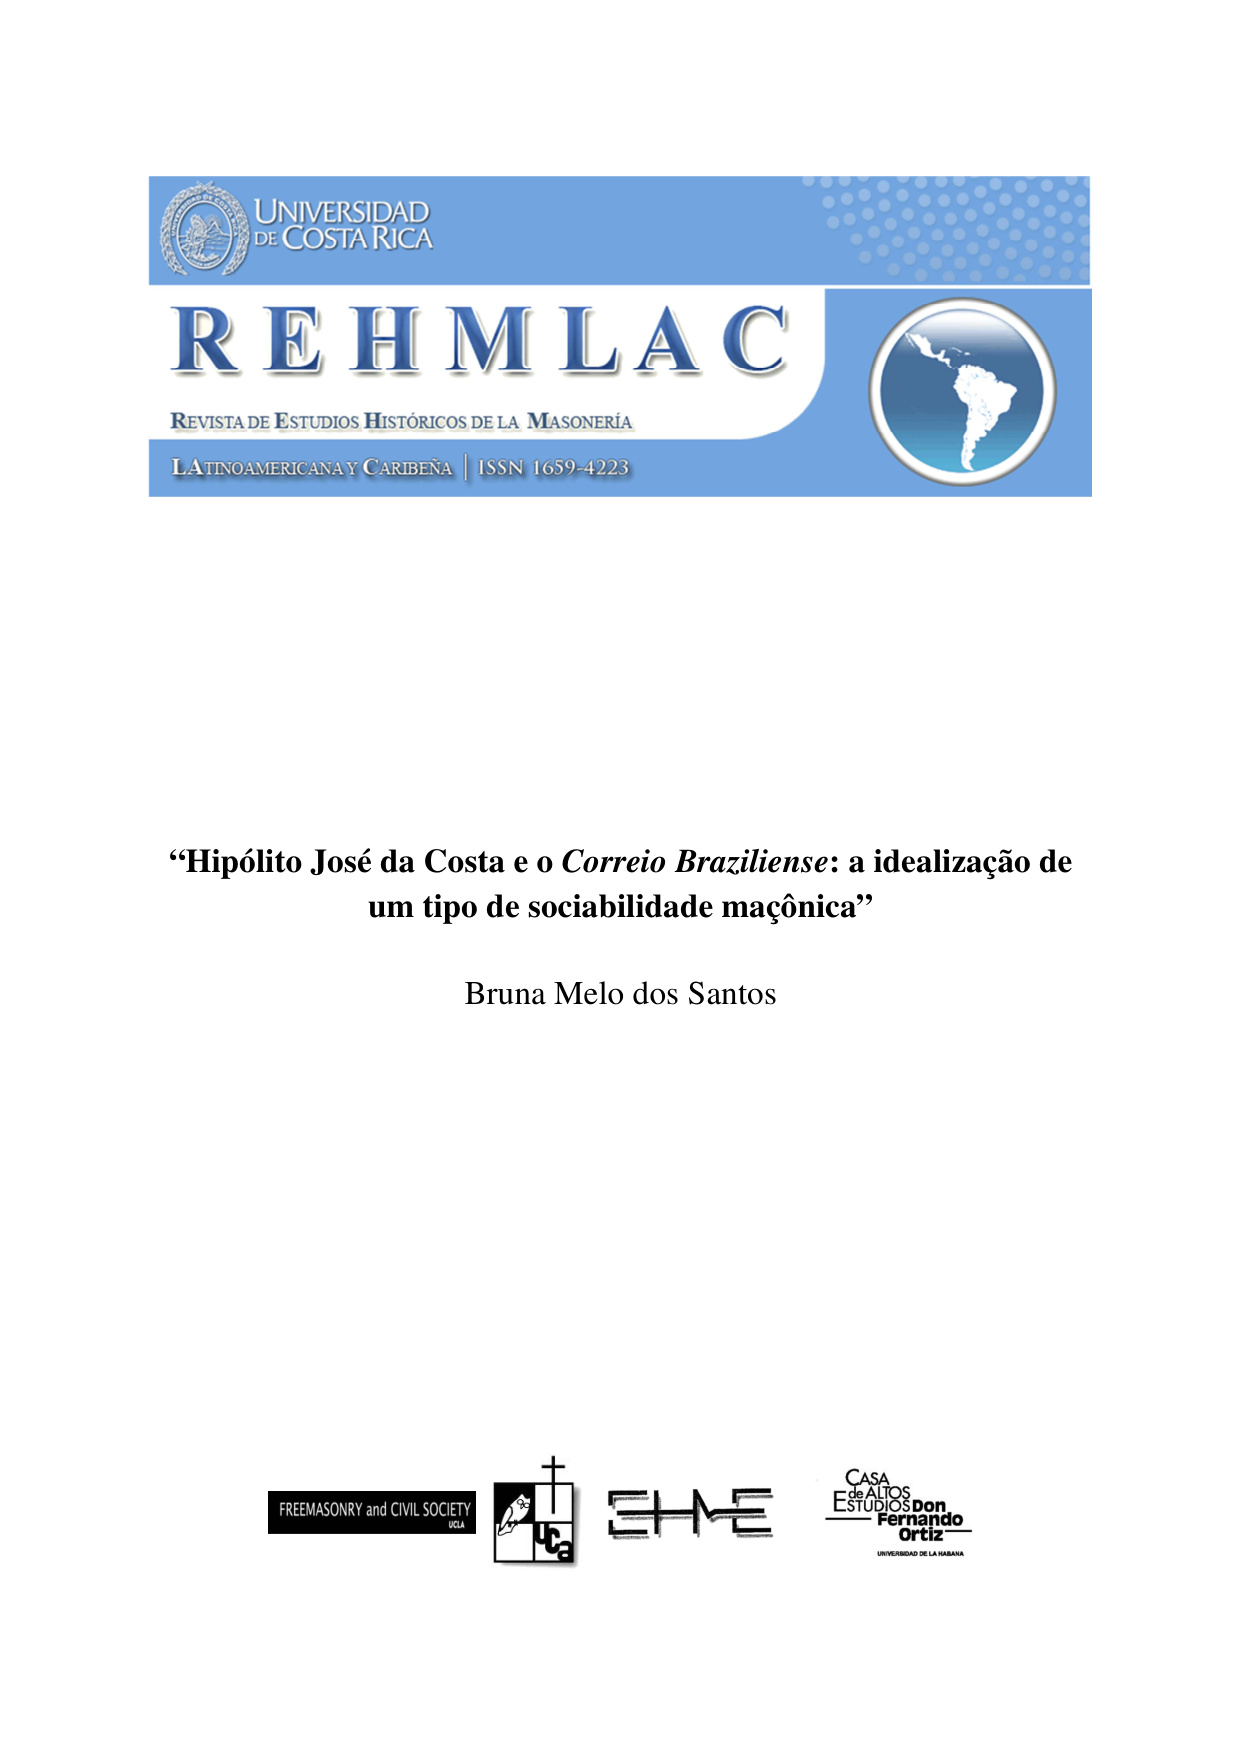 UNIVERSIDAD
DE COSTA RICA
REHMLAC
REVISTA DE ESTUDIOS HISTÓRICOS DE LA MASONERÍA
LATINOAMERICANA Y CARIBEÑA | ISSN 1659-4223
“Hipólito José da Costa e o Correio Braziliense: a idealização de
um tipo de sociabilidade maçônica”
Bruna Melo dos Santos
FREEMASONRY and CIVIL SOCIETY
UCLA
uca
EHME
CASA
de ALTOS
ESTUDIOS Don
Fernando
Ortiz
UNIVERSIDAD DE LA HABANA